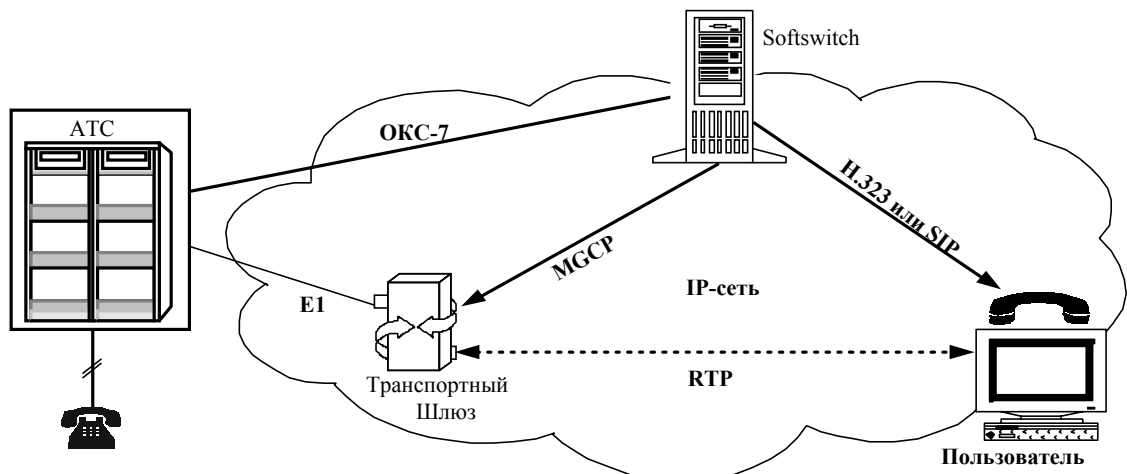 Softswitch
АТС
ОКС-7
H.323 или SIP
MGCP
IP-сеть
E1
RTP
Транспортный
Шлюз
Пользователь